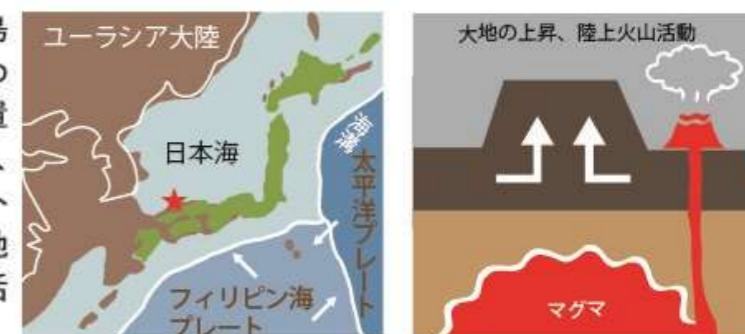 ユーラシア大陸
日本海
海溝
太平洋プレート
フィリピン海
プレート
大地の上昇、陸上火山活動
マグマ